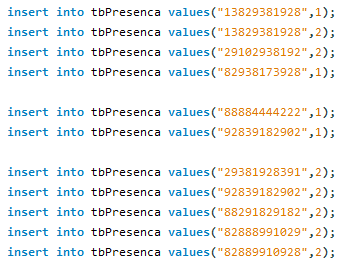 insert into tbPresenca values("13829381928",1);
insert into tbPresenca values("13829381928",2);
insert into tbPresenca values("29102938192",2);
insert into tbPresenca values("82938173928",1);
insert into tbPresenca values("88884444222",1);
insert into tbPresenca values("92839182902",1);
insert into tbPresenca values("29381928391",2);
insert into tbPresenca values("92839182902",2);
insert into tbPresenca values("88291829182",2);
insert into tbPresenca values("82888991029",2);
insert into tbPresenca values("82889910928",2);